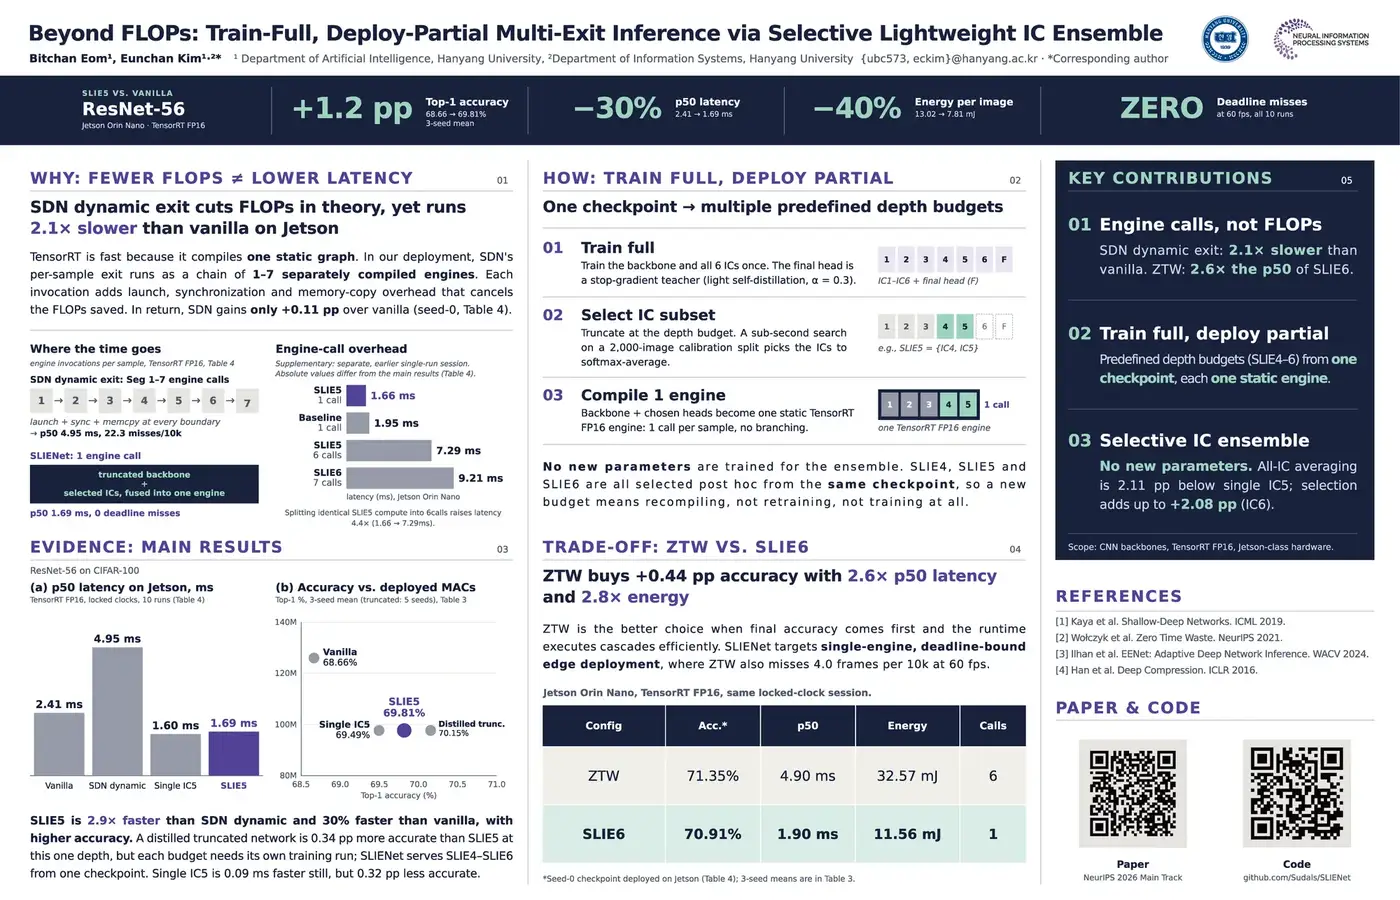 Beyond FLOPs: Train-Full, Deploy-Partial Multi-Exit Inference via Selective Lightweight IC Ensemble
Bitchan Eom¹, Eunchan Kim¹·²* ¹ Department of Artificial Intelligence, Hanyang University, ²Department of Information Systems, Hanyang University {ubc573, eckim}@hanyang.ac.kr · *Corresponding author
NEURAL INFORMATION
PROCESSING SYSTEMS
SLIE5 VS. VANILLA
ResNet-56
Jetson Orin Nano · TensorRT FP16
+1.2 pp
Top-1 accuracy
68.66 → 69.81%
3-seed mean
−30%
p50 latency
2.41 → 1.69 ms
−40%
Energy per image
13.02 → 7.81 mJ
ZERO
Deadline misses
at 60 fps, all 10 runs
WHY: FEWER FLOPS ≠ LOWER LATENCY 01
SDN dynamic exit cuts FLOPs in theory, yet runs
2.1× slower than vanilla on Jetson
TensorRT is fast because it compiles one static graph. In our deployment, SDN's
per-sample exit runs as a chain of 1–7 separately compiled engines. Each
invocation adds launch, synchronization and memory-copy overhead that cancels
the FLOPs saved. In return, SDN gains only +0.11 pp over vanilla (seed-0, Table 4).
Where the time goes
engine invocations per sample, TensorRT FP16, Table 4
SDN dynamic exit: Seg 1–7 engine calls
1 → 2 → 3 → 4 → 5 → 6 → 7
launch + sync + memcpy at every boundary
→ p50 4.95 ms, 22.3 misses/10k
SLIENet: 1 engine call
truncated backbone
+
selected ICs, fused into one engine
p50 1.69 ms, 0 deadline misses
Engine-call overhead
Supplementary: separate, earlier single-run session.
Absolute values differ from the main results (Table 4).
SLIE5
1 call
1.66 ms
Baseline
1 call
1.95 ms
SLIE5
6 calls
7.29 ms
SLIE6
7 calls
9.21 ms
latency (ms), Jetson Orin Nano
Splitting identical SLIE5 compute into 6calls raises latency
4.4× (1.66 → 7.29ms).
EVIDENCE: MAIN RESULTS 03
ResNet-56 on CIFAR-100
(a) p50 latency on Jetson, ms
TensorRT FP16, locked clocks, 10 runs (Table 4)
2.41 ms
4.95 ms
1.60 ms
1.69 ms
Vanilla
SDN dynamic
Single IC5
SLIE5
(b) Accuracy vs. deployed MACs
Top-1 %, 3-seed mean (truncated: 5 seeds), Table 3
140M
120M
100M
80M
Vanilla
68.66%
SLIE5
69.81%
Single IC5
69.49%
Distilled trunc.
70.15%
68.5 69.0 69.5 70.0 70.5 71.0
Top-1 accuracy (%)
SLIE5 is 2.9× faster than SDN dynamic and 30% faster than vanilla, with
higher accuracy. A distilled truncated network is 0.34 pp more accurate than SLIE5 at
this one depth, but each budget needs its own training run; SLIENet serves SLIE4–SLIE6
from one checkpoint. Single IC5 is 0.09 ms faster still, but 0.32 pp less accurate.
HOW: TRAIN FULL, DEPLOY PARTIAL 02
One checkpoint → multiple predefined depth budgets
01 Train full
Train the backbone and all 6 ICs once. The final head is
a stop-gradient teacher (light self-distillation, α = 0.3).
1 2 3 4 5 6 F
IC1–IC6 + final head (F)
02 Select IC subset
Truncate at the depth budget. A sub-second search
on a 2,000-image calibration split picks the ICs to
softmax-average.
1 2 3 4 5 6 F
e.g., SLIE5 = {IC4, IC5}
03 Compile 1 engine
Backbone + chosen heads become one static TensorRT
FP16 engine: 1 call per sample, no branching.
1 2 3 4 5 1 call
one TensorRT FP16 engine
No new parameters are trained for the ensemble. SLIE4, SLIE5 and
SLIE6 are all selected post hoc from the same checkpoint, so a new
budget means recompiling, not retraining, not training at all.
TRADE-OFF: ZTW VS. SLIE6 04
ZTW buys +0.44 pp accuracy with 2.6× p50 latency
and 2.8× energy
ZTW is the better choice when final accuracy comes first and the runtime
executes cascades efficiently. SLIENet targets single-engine, deadline-bound
edge deployment, where ZTW also misses 4.0 frames per 10k at 60 fps.
Jetson Orin Nano, TensorRT FP16, same locked-clock session.
Config Acc.* p50 Energy Calls
ZTW 71.35% 4.90 ms 32.57 mJ 6
SLIE6 70.91% 1.90 ms 11.56 mJ 1
*Seed-0 checkpoint deployed on Jetson (Table 4); 3-seed means are in Table 3.
KEY CONTRIBUTIONS 05
01 Engine calls, not FLOPs
SDN dynamic exit: 2.1× slower than
vanilla. ZTW: 2.6× the p50 of SLIE6.
02 Train full, deploy partial
Predefined depth budgets (SLIE4–6) from one
checkpoint, each one static engine.
03 Selective IC ensemble
No new parameters. All-IC averaging
is 2.11 pp below single IC5; selection
adds up to +2.08 pp (IC6).
Scope: CNN backbones, TensorRT FP16, Jetson-class hardware.
REFERENCES
[1] Kaya et al. Shallow-Deep Networks. ICML 2019.
[2] Wołczyk et al. Zero Time Waste. NeurIPS 2021.
[3] Ilhan et al. EENet: Adaptive Deep Network Inference. WACV 2024.
[4] Han et al. Deep Compression. ICLR 2016.
PAPER & CODE
Paper
NeurIPS 2026 Main Track
Code
github.com/Sudals/SLIENet